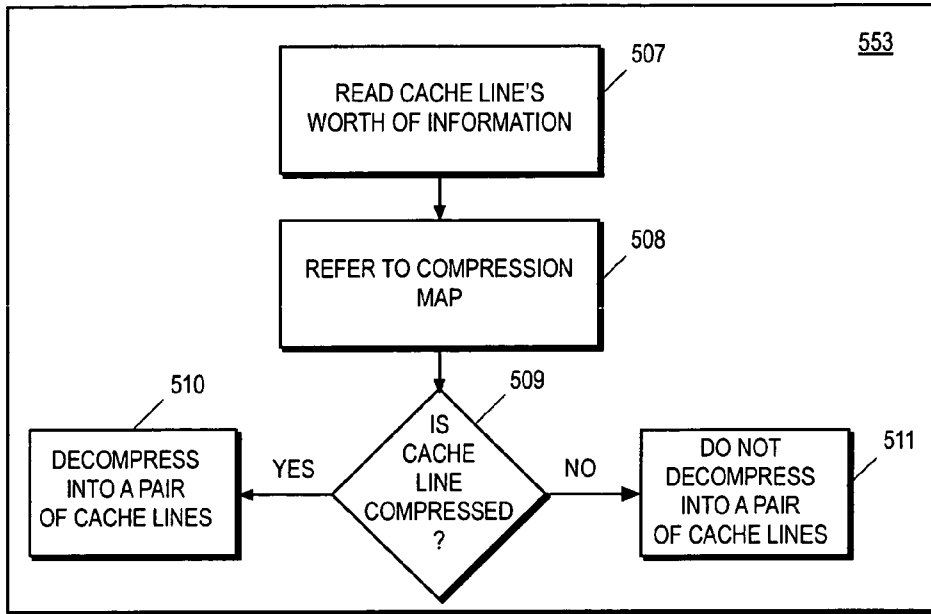 553
507
READ CACHE LINE'S
WORTH OF INFORMATION
508
REFER TO COMPRESSION
MAP
509
IS
CACHE
LINE
COMPRESSED
?
YES
NO
510
DECOMPRESS
INTO A PAIR
OF CACHE LINES
511
DO NOT
DECOMPRESS
INTO A PAIR
OF CACHE LINES